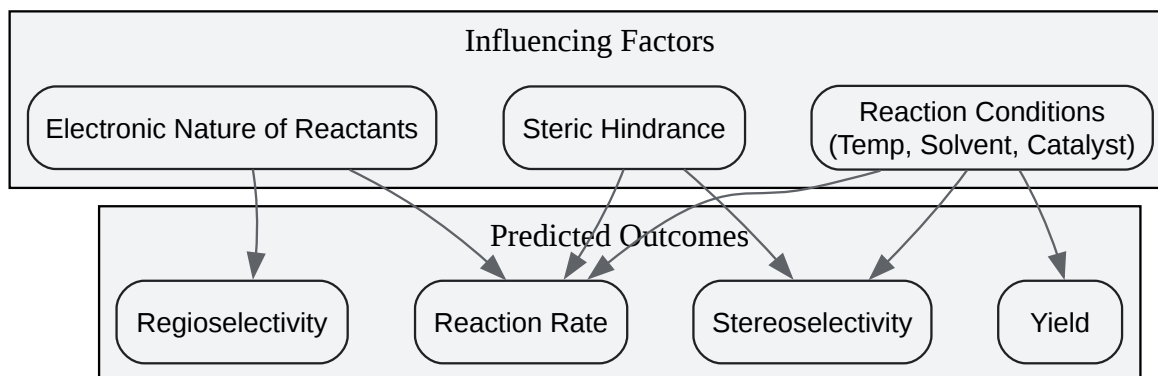 Influencing Factors
Electronic Nature of Reactants
Steric Hindrance
Reaction Conditions
(Temp, Solvent, Catalyst)
Predicted Outcomes
Regioselectivity
Reaction Rate
Stereoselectivity
Yield